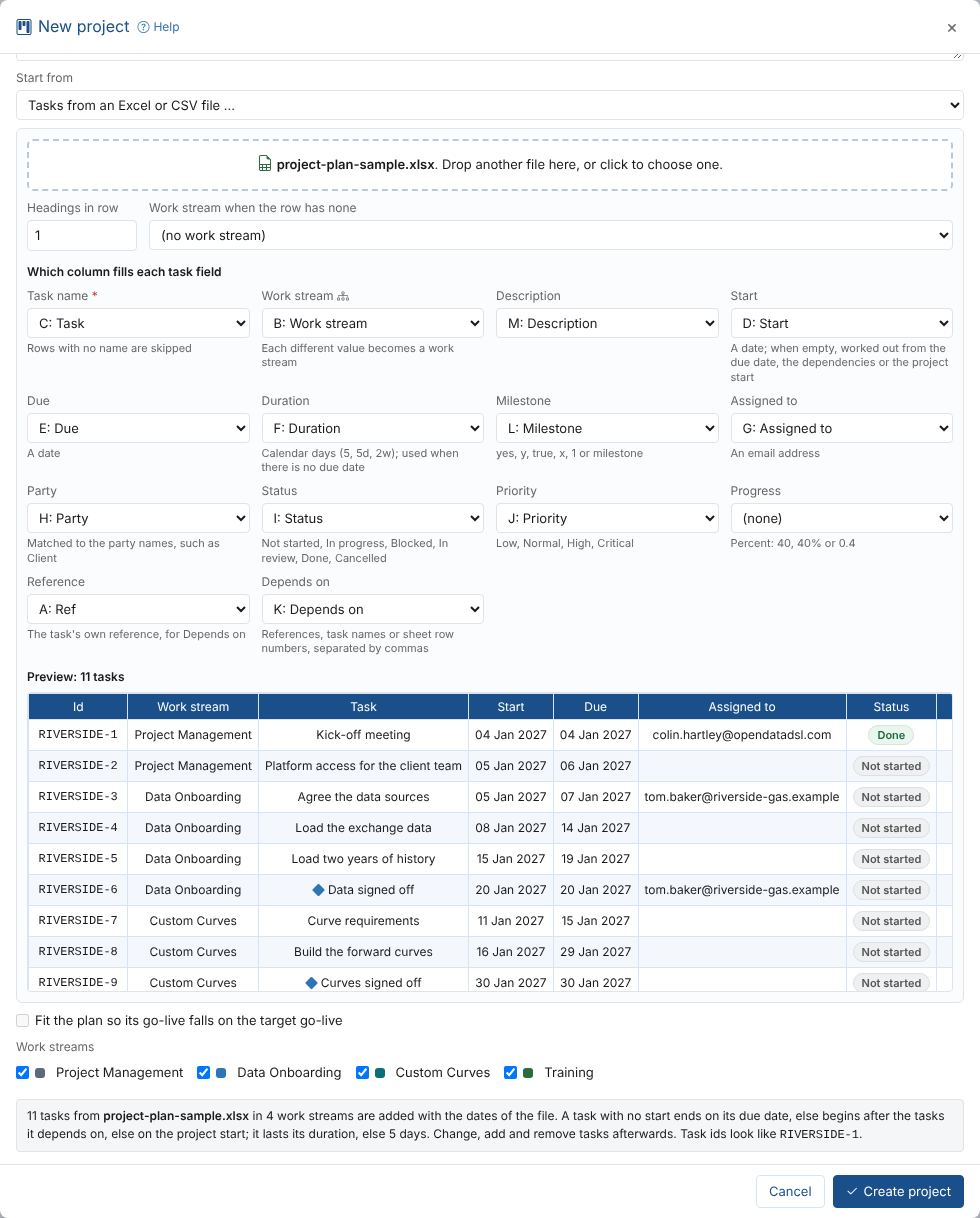 New project Help
Start from
Tasks from an Excel or CSV file ...
project-plan-sample.xlsx. Drop another file here, or click to choose one.
Headings in row Work stream when the row has none
1 (no work stream)
Which column fills each task field
Task name * Work stream Description Start
C: Task B: Work stream M: Description D: Start
Rows with no name are skipped Each different value becomes a work stream A date; when empty, worked out from the due date, the dependencies or the project start
Due Duration Milestone Assigned to
E: Due F: Duration L: Milestone G: Assigned to
A date Calendar days (5, 5d, 2w); used when there is no due date yes, y, true, x, 1 or milestone An email address
Party Status Priority Progress
H: Party I: Status J: Priority (none)
Matched to the party names, such as Client Not started, In progress, Blocked, In review, Done, Cancelled Low, Normal, High, Critical Percent: 40, 40% or 0.4
Reference Depends on
A: Ref K: Depends on
The task's own reference, for Depends on References, task names or sheet row numbers, separated by commas
Preview: 11 tasks
Id Work stream Task Start Due Assigned to Status
RIVERSIDE-1 Project Management Kick-off meeting 04 Jan 2027 04 Jan 2027 colin.hartley@opendatadsl.com Done
RIVERSIDE-2 Project Management Platform access for the client team 05 Jan 2027 06 Jan 2027 Not started
RIVERSIDE-3 Data Onboarding Agree the data sources 05 Jan 2027 07 Jan 2027 tom.baker@riverside-gas.example Not started
RIVERSIDE-4 Data Onboarding Load the exchange data 08 Jan 2027 14 Jan 2027 Not started
RIVERSIDE-5 Data Onboarding Load two years of history 15 Jan 2027 19 Jan 2027 Not started
RIVERSIDE-6 Data Onboarding Data signed off 20 Jan 2027 20 Jan 2027 tom.baker@riverside-gas.example Not started
RIVERSIDE-7 Custom Curves Curve requirements 11 Jan 2027 15 Jan 2027 Not started
RIVERSIDE-8 Custom Curves Build the forward curves 16 Jan 2027 29 Jan 2027 Not started
RIVERSIDE-9 Custom Curves Curves signed off 30 Jan 2027 30 Jan 2027 Not started
Fit the plan so its go-live falls on the target go-live
Work streams
Project Management Data Onboarding Custom Curves Training
11 tasks from project-plan-sample.xlsx in 4 work streams are added with the dates of the file. A task with no start ends on its due date, else begins after the tasks
it depends on, else on the project start; it lasts its duration, else 5 days. Change, add and remove tasks afterwards. Task ids look like RIVERSIDE-1.
Cancel Create project